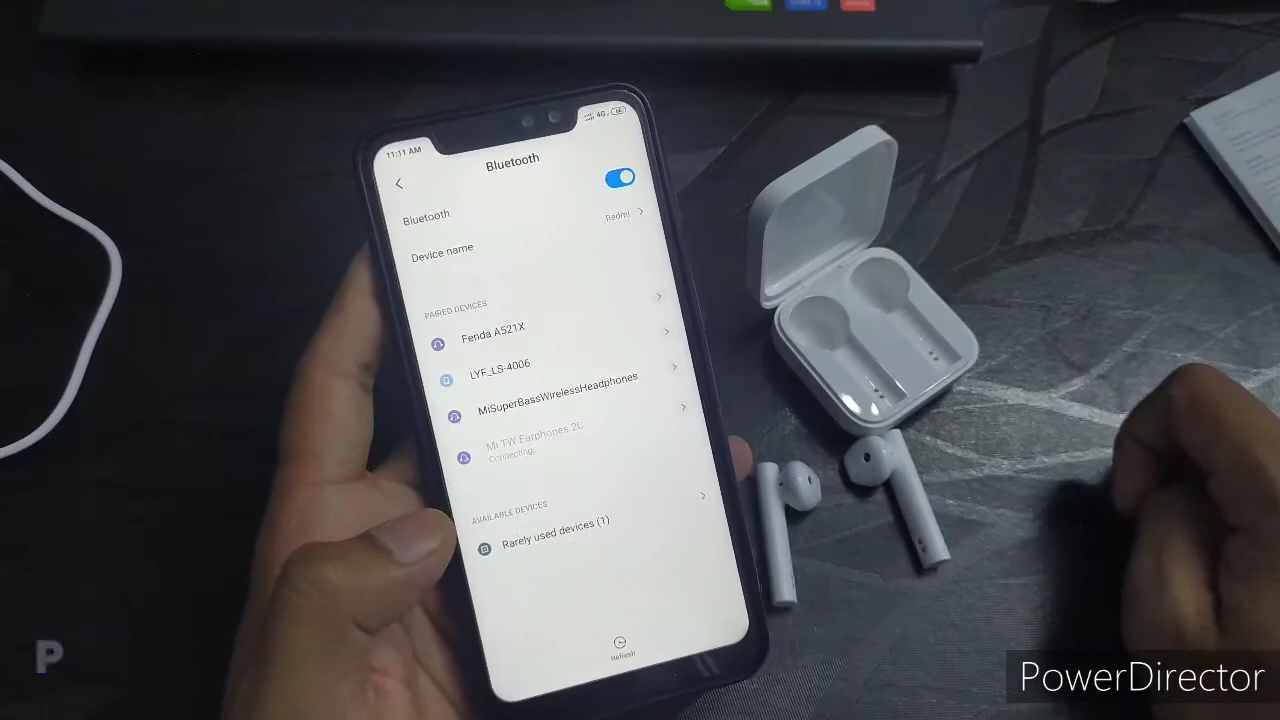 11:11 AM
4G
Bluetooth
Bluetooth
Device name
Redmi
PAIRED DEVICES
Fenda A521X
LYF_LS-4006
MiSuperBassWirelessHeadphones
Mi TW Earphones 2C
Connecting.
AVAILABLE DEVICES
Rarely used devices (1)
Refresh
P
PowerDirector